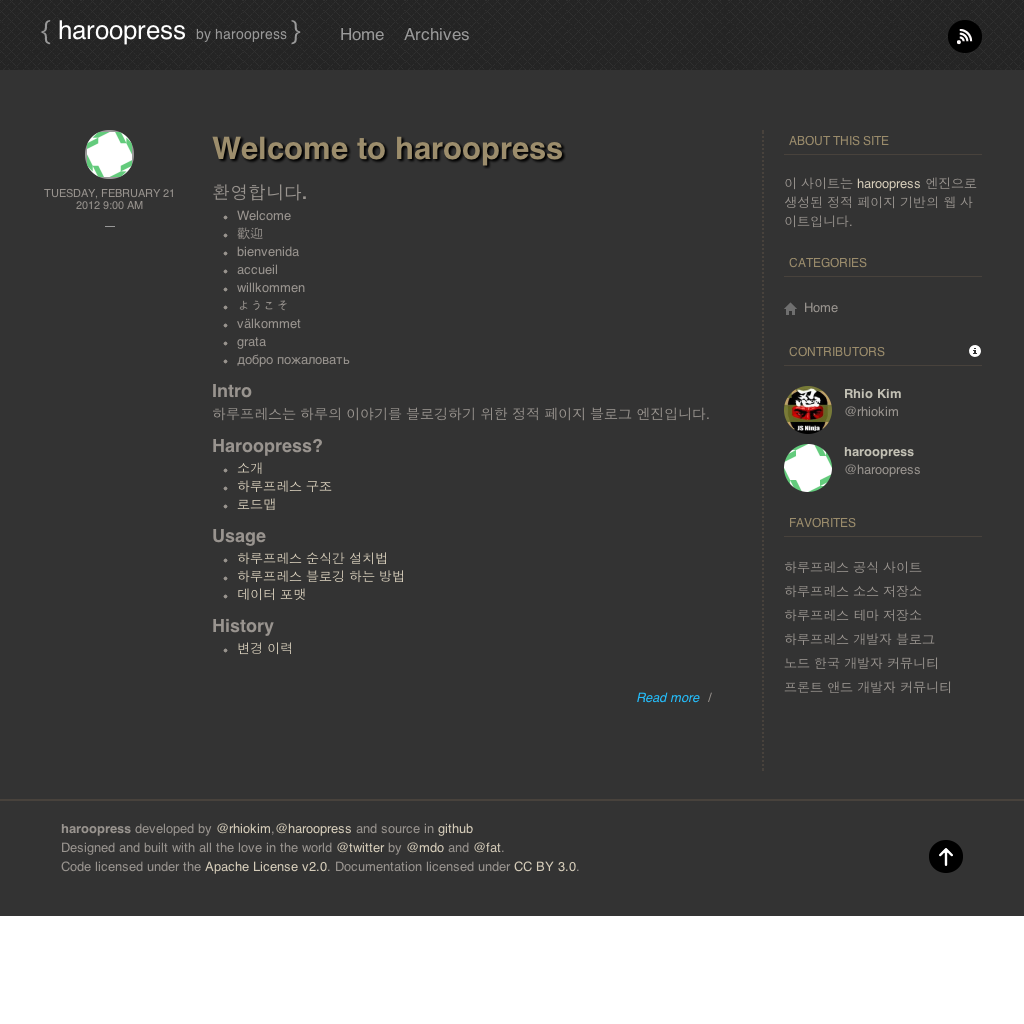 { haroopress by haroopress }
Home Archives
TUESDAY, FEBRUARY 21
2012 9:00 AM
—
Welcome to haroopress
환영합니다.
Welcome
歡迎
bienvenida
accueil
willkommen
ようこそ
välkommet
grata
добро пожаловать
Intro
하루프레스는 하루의 이야기를 블로깅하기 위한 정적 페이지 블로그 엔진입니다.
Haroopress?
소개
하루프레스 구조
로드맵
Usage
하루프레스 순식간 설치법
하루프레스 블로깅 하는 방법
데이터 포맷
History
변경 이력
Read more /
ABOUT THIS SITE
이 사이트는 haroopress 엔진으로
생성된 정적 페이지 기반의 웹 사
이트입니다.
CATEGORIES
Home
CONTRIBUTORS
忍
JS Ninja
Rhio Kim
@rhiokim
haroopress
@haroopress
FAVORITES
하루프레스 공식 사이트
하루프레스 소스 저장소
하루프레스 테마 저장소
하루프레스 개발자 블로그
노드 한국 개발자 커뮤니티
프론트 앤드 개발자 커뮤니티
haroopress developed by @rhiokim,@haroopress and source in github
Designed and built with all the love in the world @twitter by @mdo and @fat.
Code licensed under the Apache License v2.0. Documentation licensed under CC BY 3.0.